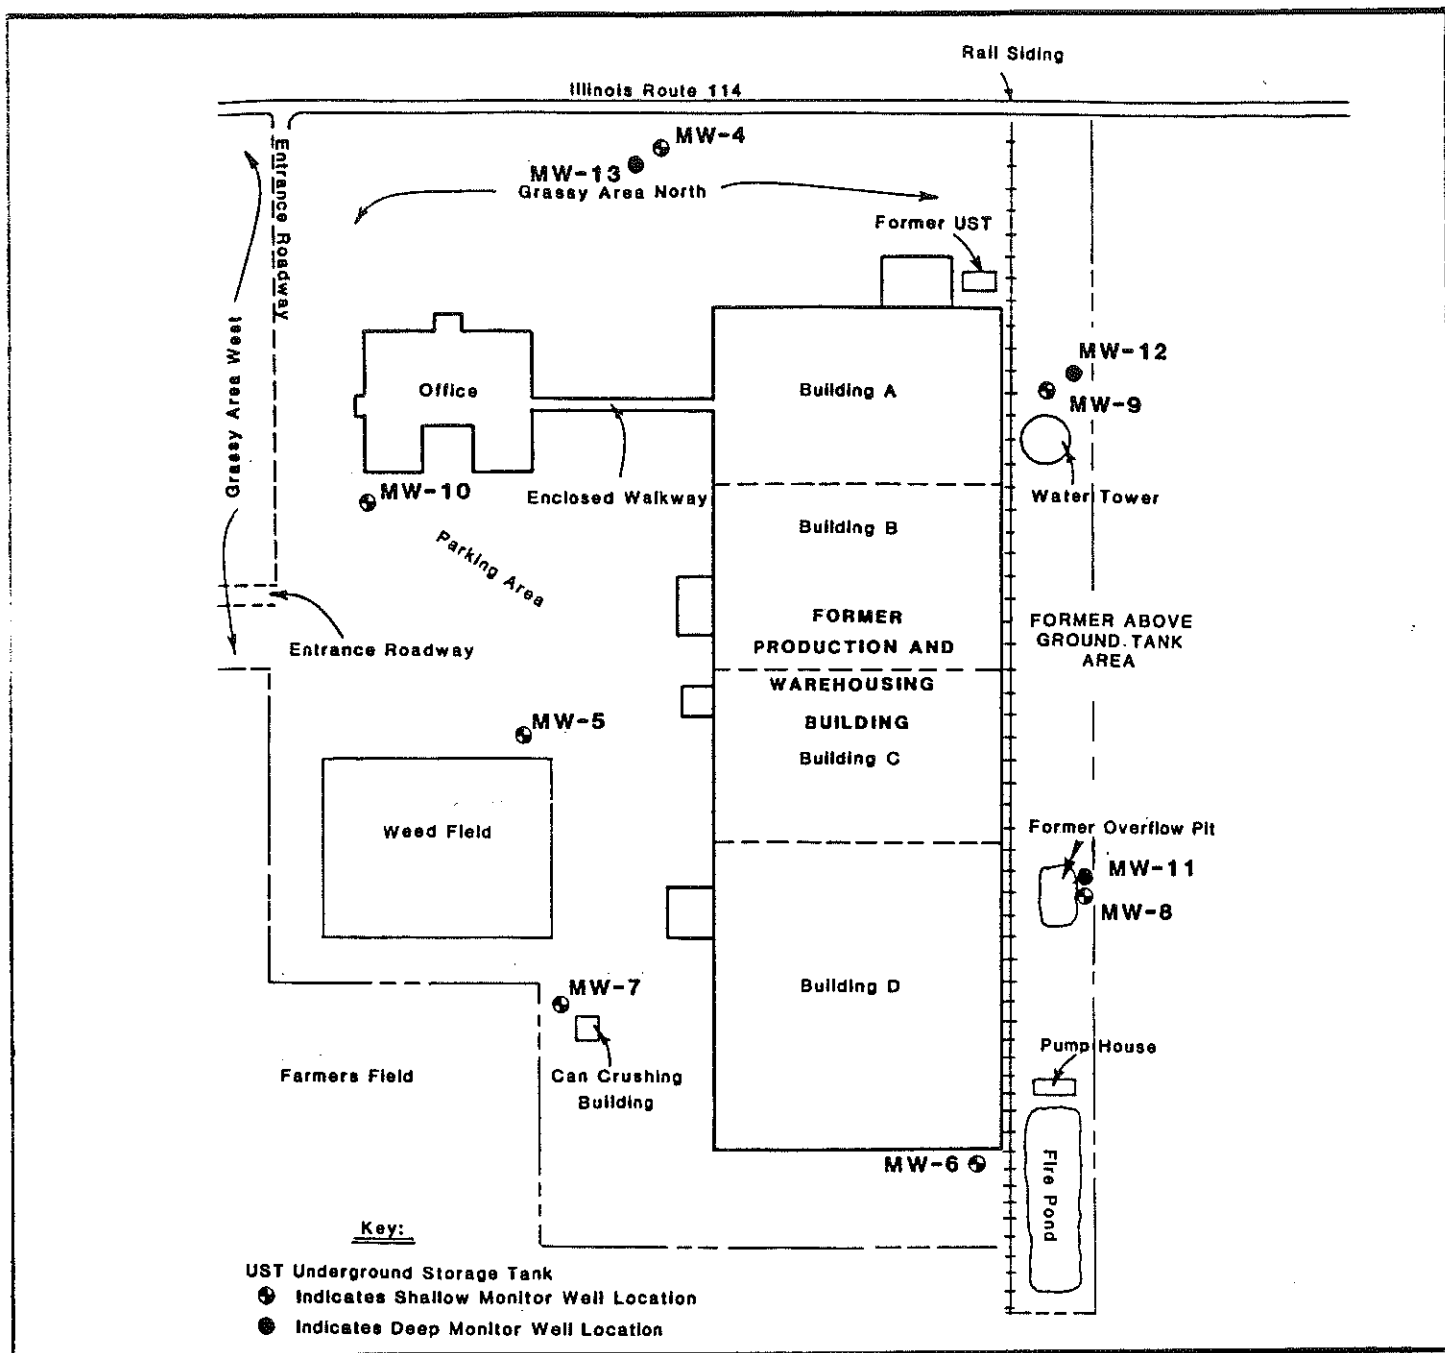 Rail Siding
Illinois Route 114
MW-4
MW-13
Grassy Area North
Entrance Roadway
Former UST
Grassy Area West
MW-12
Office
Building A
MW-9
MW-10
Enclosed Walkway
Water Tower
Building B
Parking Area
FORMER
PRODUCTION AND
WAREHOUSING
BUILDING
FORMER ABOVE
GROUND. TANK
AREA
Entrance Roadway
MW-5
Building C
Weed Field
Former Overflow Pit
MW-11
MW-8
Building D
MW-7
Pump House
Farmers Field
Can Crushing
Building
MW-6
Fire Pond
Key:
UST Underground Storage Tank
Indicates Shallow Monitor Well Location
Indicates Deep Monitor Well Location